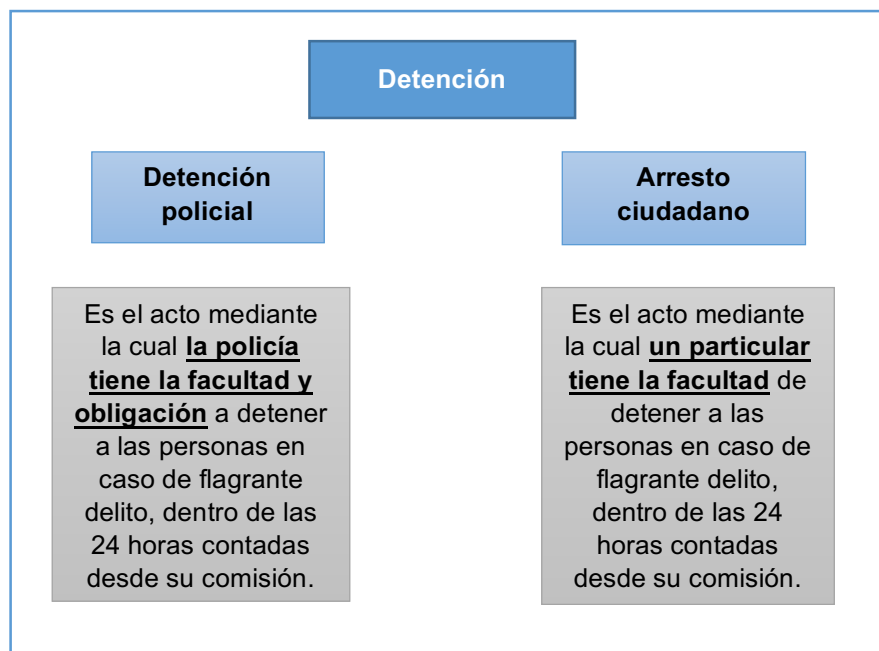 Detención
Detención
policial
Es el acto mediante
la cual la policía
tiene la facultad y
obligación a detener
a las personas en
caso de flagrante
delito, dentro de las
24 horas contadas
desde su comisión.
Arresto
ciudadano
Es el acto mediante
la cual un particular
tiene la facultad de
detener a las
personas en caso de
flagrante delito,
dentro de las 24
horas contadas
desde su comisión.